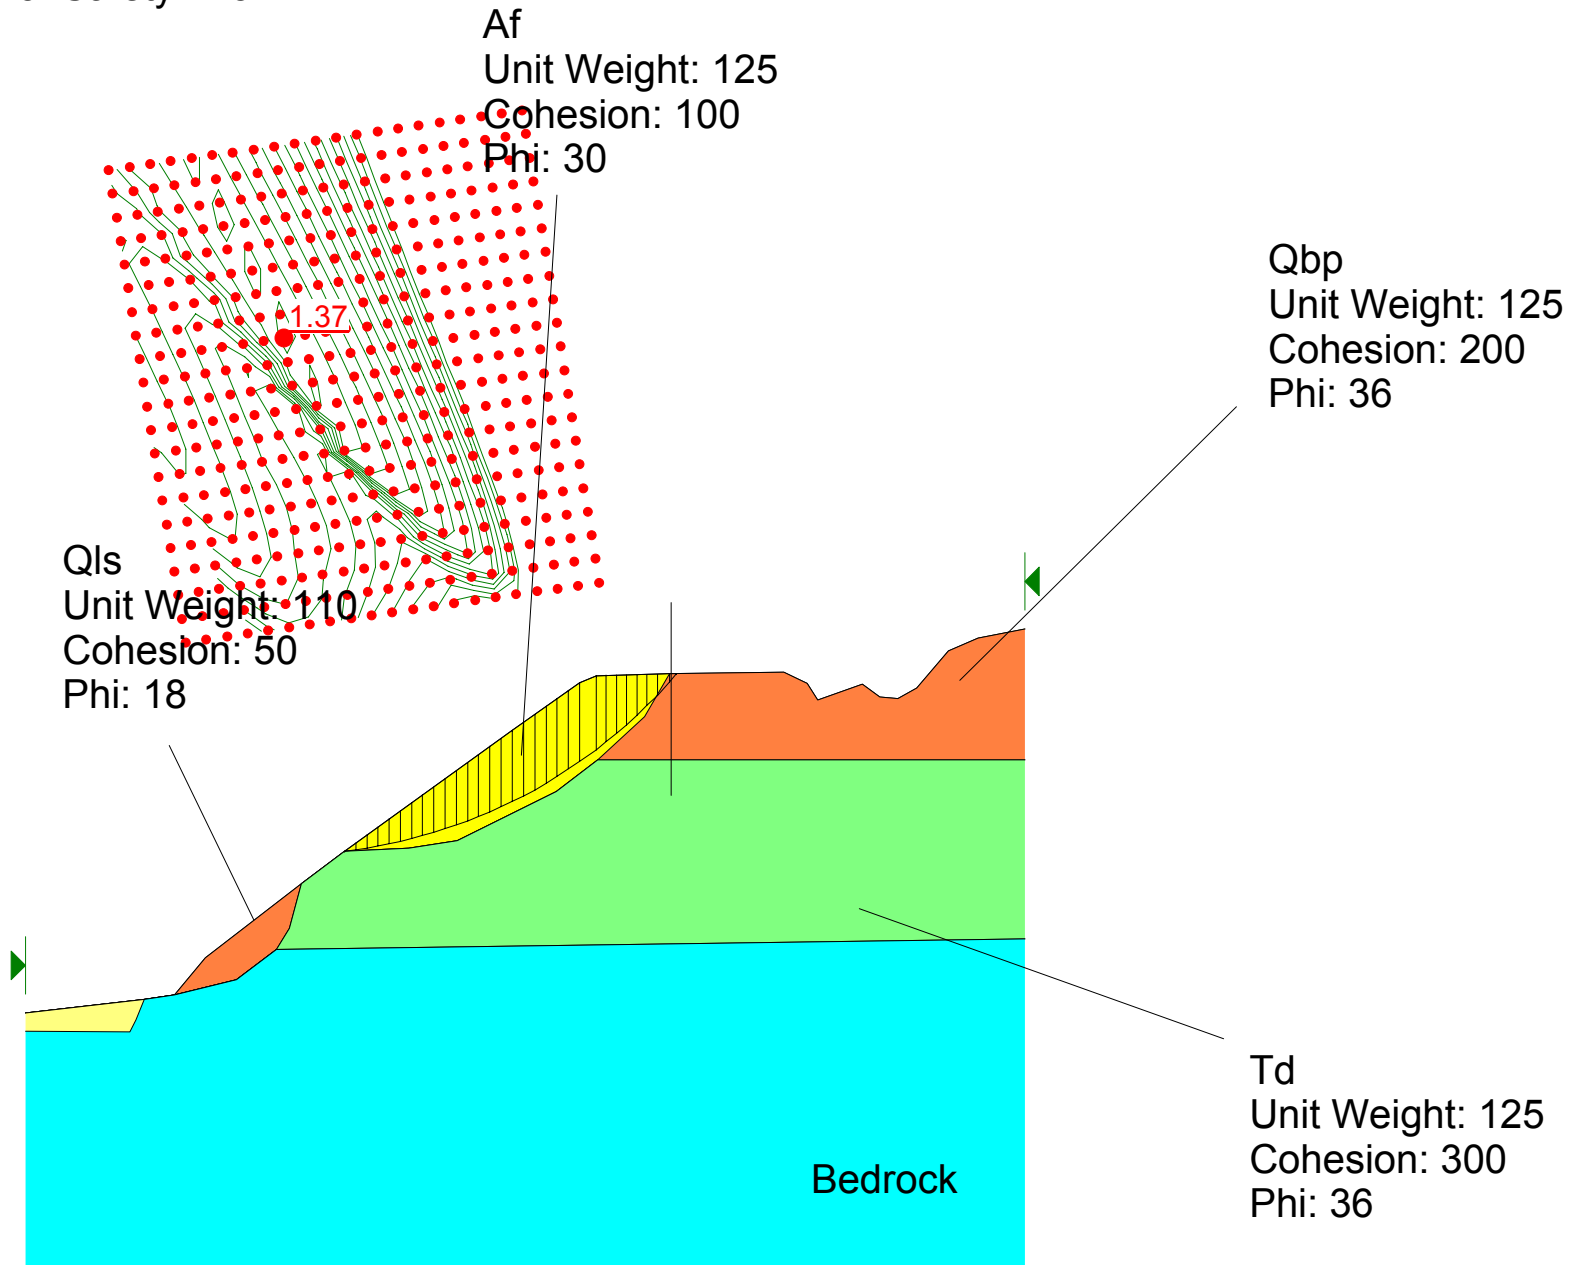 Af
Unit Weight: 125
Cohesion: 100
Phi: 30
1.37
Qbp
Unit Weight: 125
Cohesion: 200
Phi: 36
Qls
Unit Weight: 110
Cohesion: 50
Phi: 18
Td
Unit Weight: 125
Cohesion: 300
Phi: 36
Bedrock